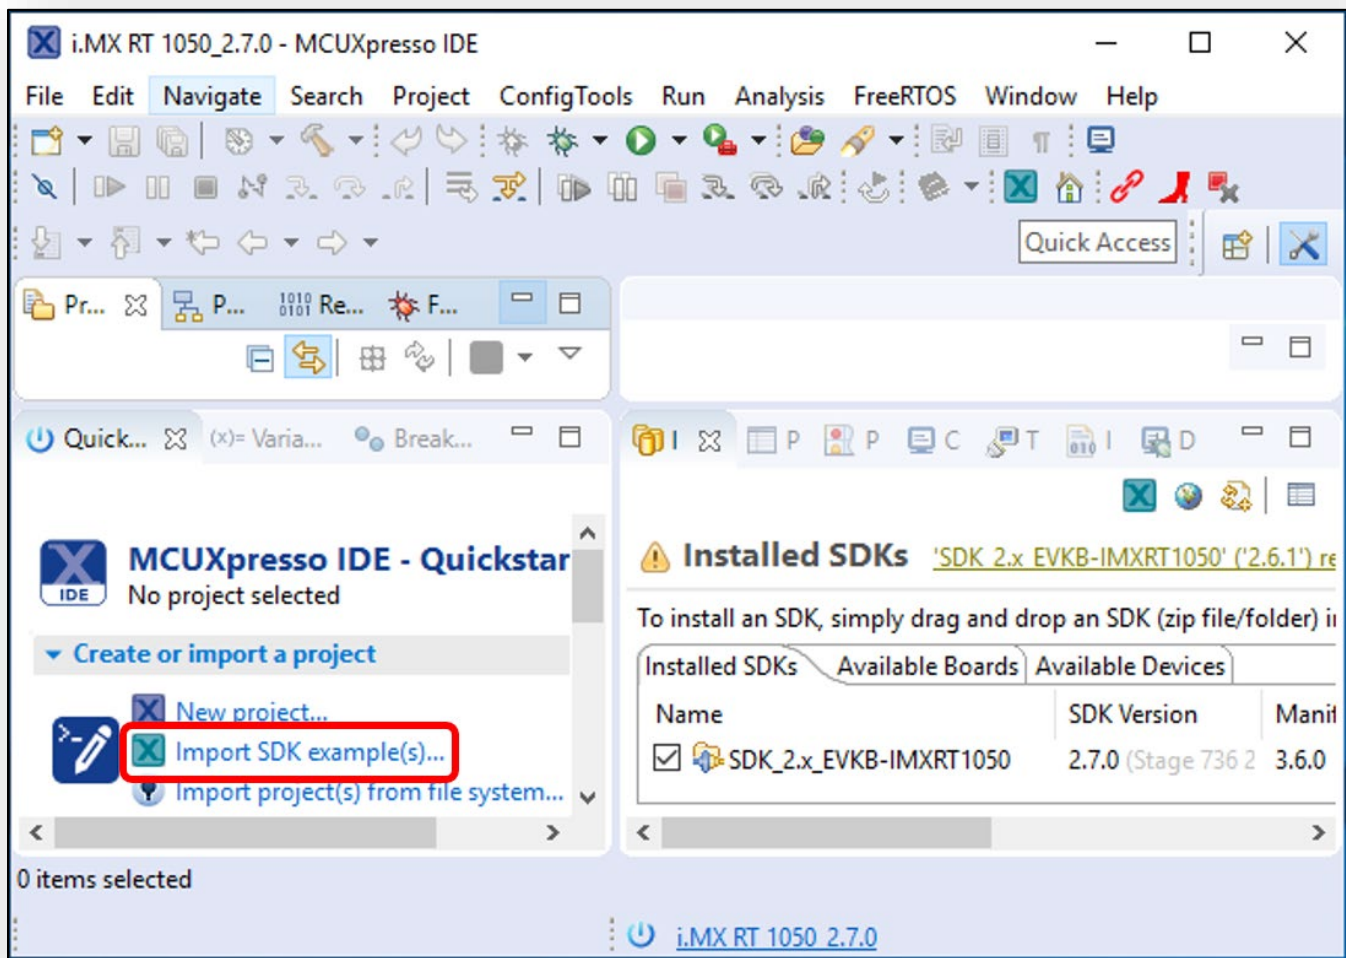 i.MX RT 1050_2.7.0 - MCUXpresso IDE
File Edit Navigate Search Project ConfigTools Run Analysis FreeRTOS Window Help
Quick Access
Pr... P... 1010 0101 Re... F...
Quick... (x)= Varia... Break...
I P P C T 010 I D
MCUXpresso IDE - Quickstar
No project selected
IDE
Create or import a project
New project...
Import SDK example(s)...
Import project(s) from file system...
Installed SDKs 'SDK_2.x_EVKB-IMXRT1050' ('2.6.1') re
To install an SDK, simply drag and drop an SDK (zip file/folder) i
Installed SDKs Available Boards Available Devices
Name SDK Version Manif
SDK_2.x_EVKB-IMXRT1050 2.7.0 (Stage 736 2 3.6.0
0 items selected
i.MX RT 1050_2.7.0